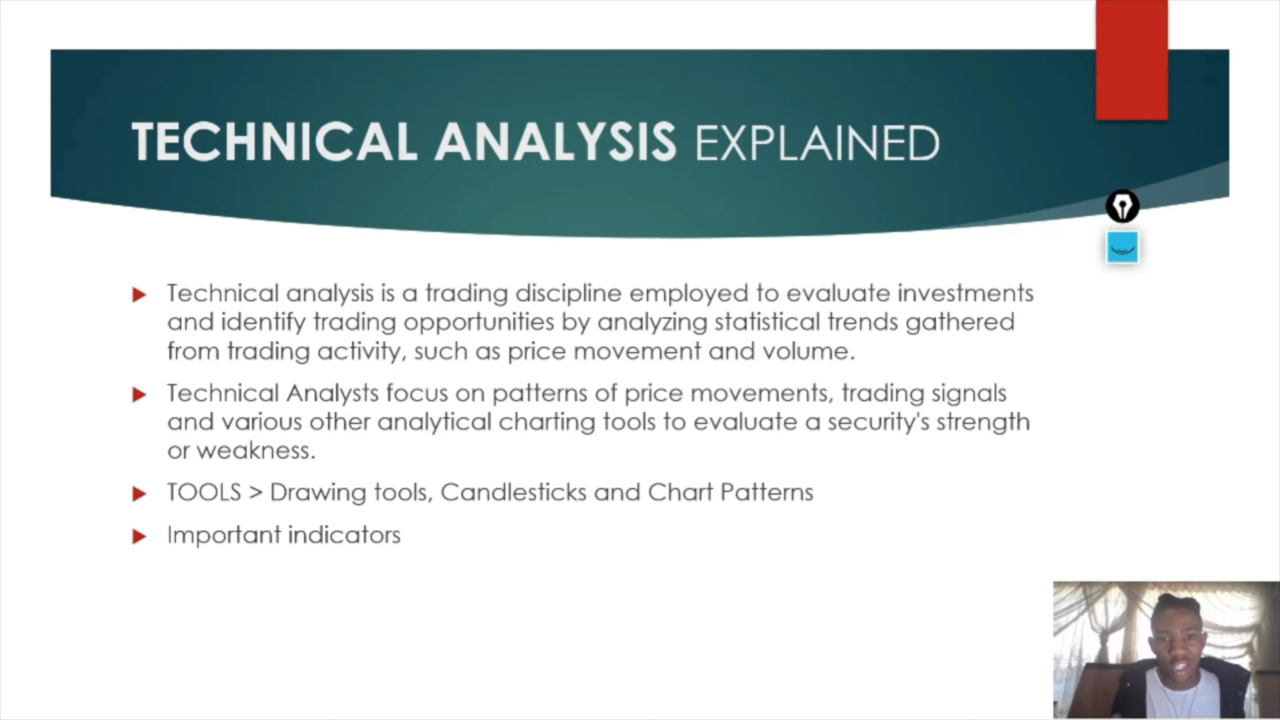 TECHNICAL ANALYSIS EXPLAINED
Technical analysis is a trading discipline employed to evaluate investments
and identify trading opportunities by analyzing statistical trends gathered
from trading activity, such as price movement and volume.
Technical Analysts focus on patterns of price movements, trading signals
and various other analytical charting tools to evaluate a security's strength
or weakness.
TOOLS > Drawing tools, Candlesticks and Chart Patterns
Important indicators